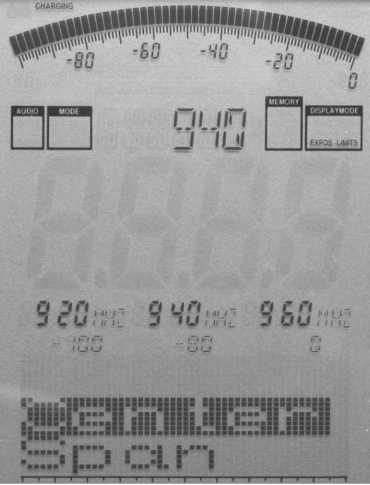 CHARGING
-80 -60 -40 -20 0
AUDIO MODE 940 MEMORY DISPLAYMODE
EXPOS.-LIMITS
920 MHZ 940 MHZ 960 MHZ
-100 -80 0
Center
Span